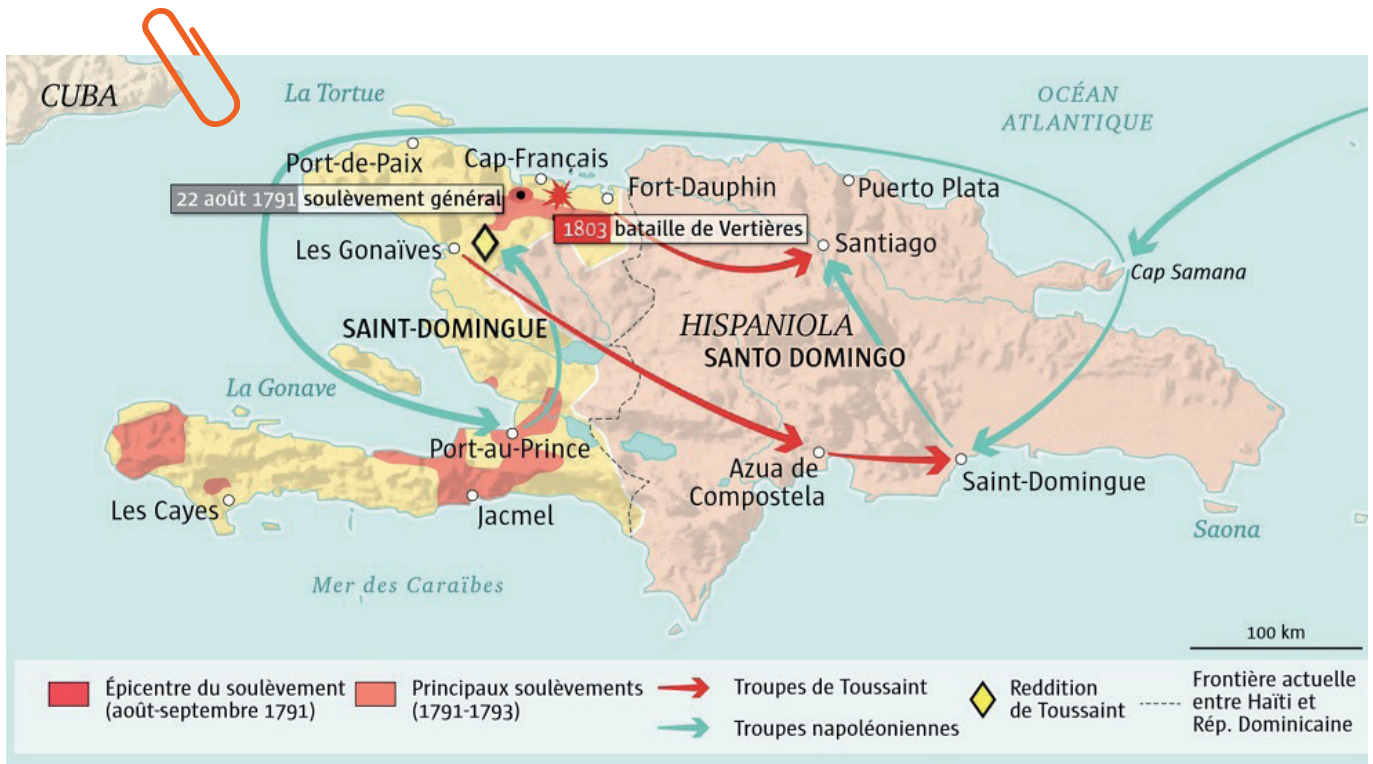 CUBA
La Tortue
OCÉAN
ATLANTIQUE
Port-de-Paix
Cap-Français
22 août 1791 soulèvement général
Fort-Dauphin
Puerto Plata
1803 bataille de Vertières
Les Gonaïves
Santiago
Cap Samana
SAINT-DOMINGUE
HISPANIOLA
SANTO DOMINGO
La Gonave
Port-au-Prince
Azua de
Compostela
Saint-Domingue
Les Cayes
Jacmel
Saona
Mer des Caraïbes
100 km
Épicentre du soulèvement
(août-septembre 1791)
Principaux soulèvements
(1791-1793)
Troupes de Toussaint
Troupes napoléoniennes
Reddition
de Toussaint
Frontière actuelle
entre Haïti et
Rép. Dominicaine